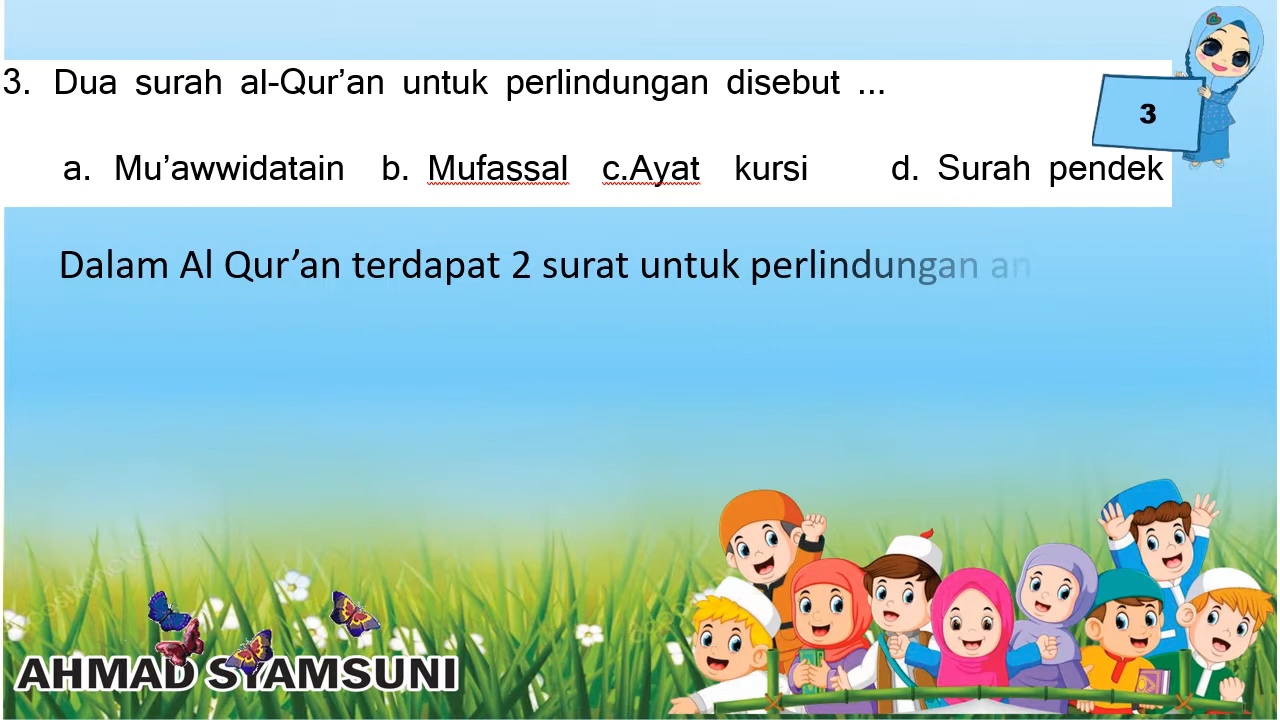 3. Dua surah al-Qur’an untuk perlindungan disebut ...
3
a. Mu’awwidatain b. Mufassal c.Ayat kursi d. Surah pendek
Dalam Al Qur’an terdapat 2 surat untuk perlindungan
AHMAD SYAMSUNI